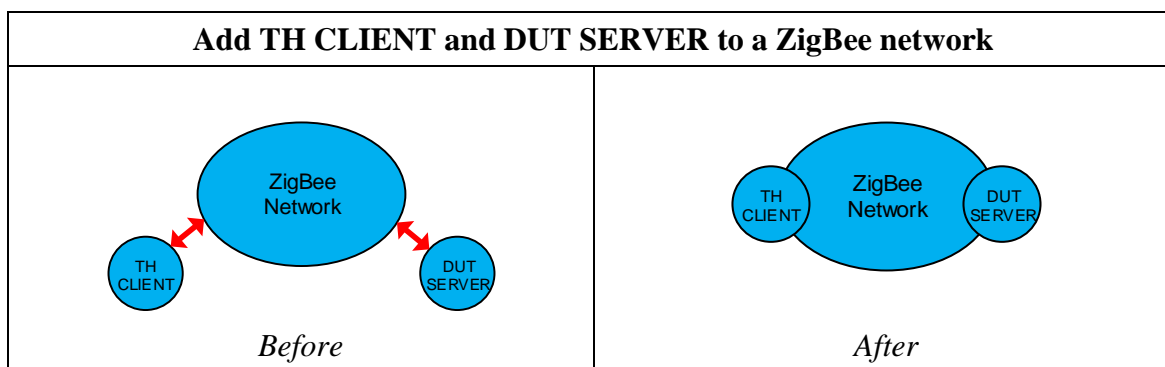 Add TH CLIENT and DUT SERVER to a ZigBee network
ZigBee
Network
TH
CLIENT
DUT
SERVER
Before
ZigBee
Network
TH
CLIENT
DUT
SERVER
After